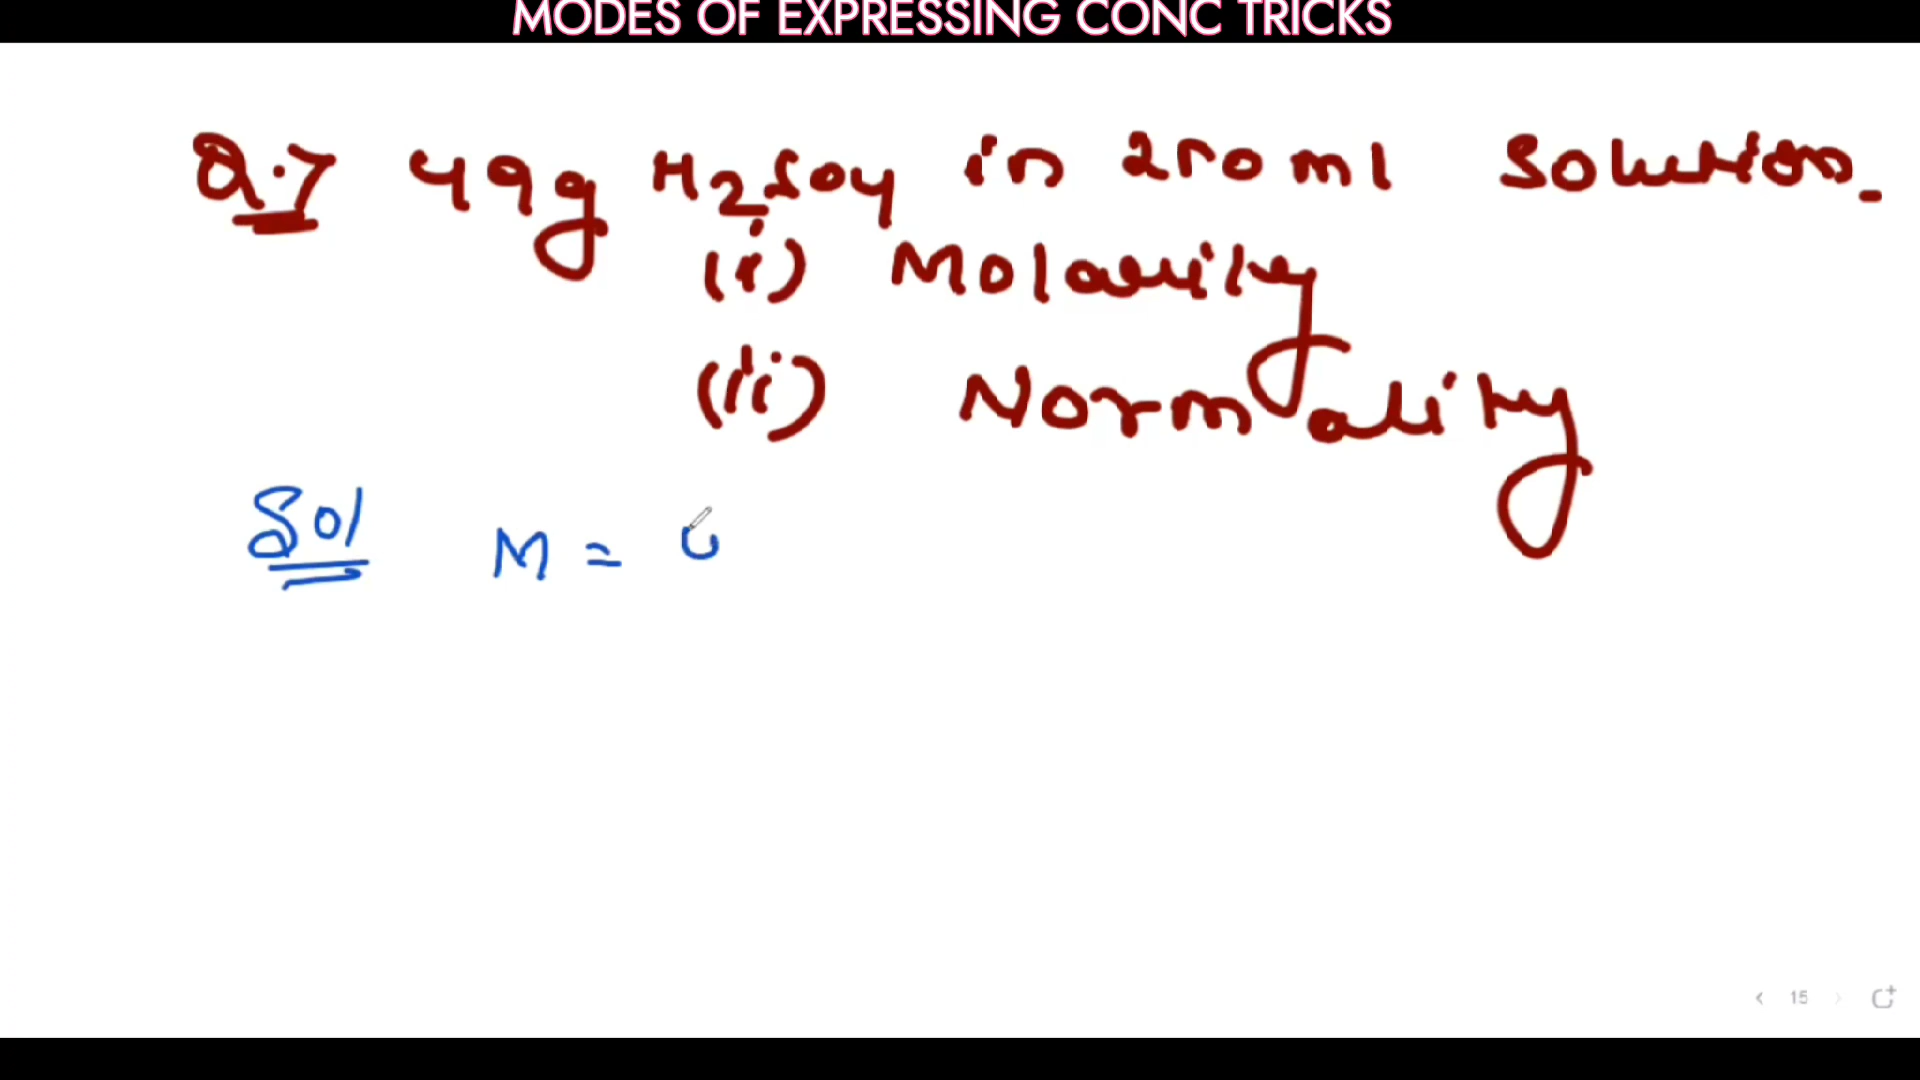 MODES OF EXPRESSING CONC TRICKS
Q.7 49g H2SO4 in 250ml Solution.
(i) Molarity
(ii) Normality
Sol M =
15